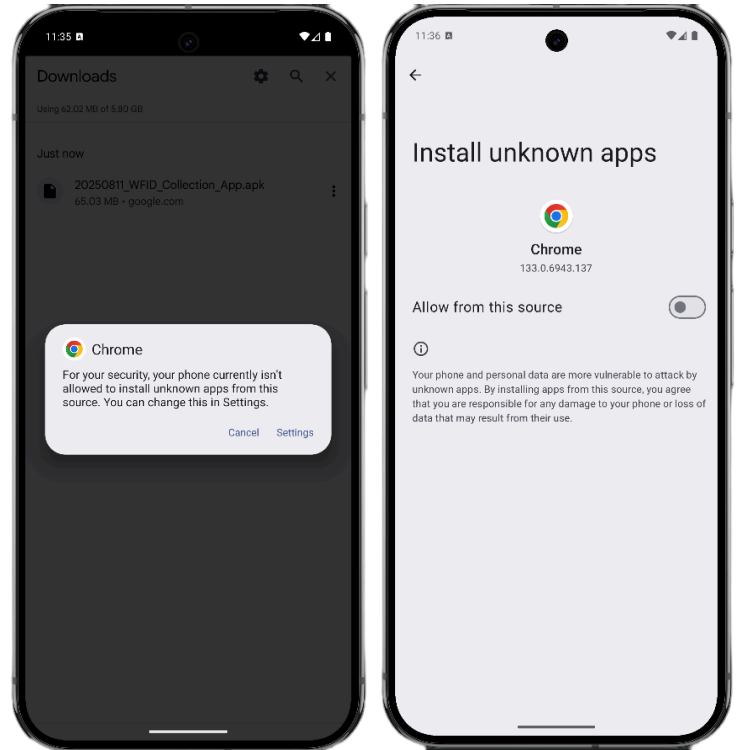 11:35
Downloads
Using 62.02 MB of 5.80 GB
Just now
20250811_WFID_Collection_App.apk
65.03 MB • google.com
Chrome
For your security, your phone currently isn't
allowed to install unknown apps from this
source. You can change this in Settings.
Cancel Settings
11:36
Install unknown apps
Chrome
133.0.6943.137
Allow from this source
Your phone and personal data are more vulnerable to attack by
unknown apps. By installing apps from this source, you agree
that you are responsible for any damage to your phone or loss of
data that may result from their use.